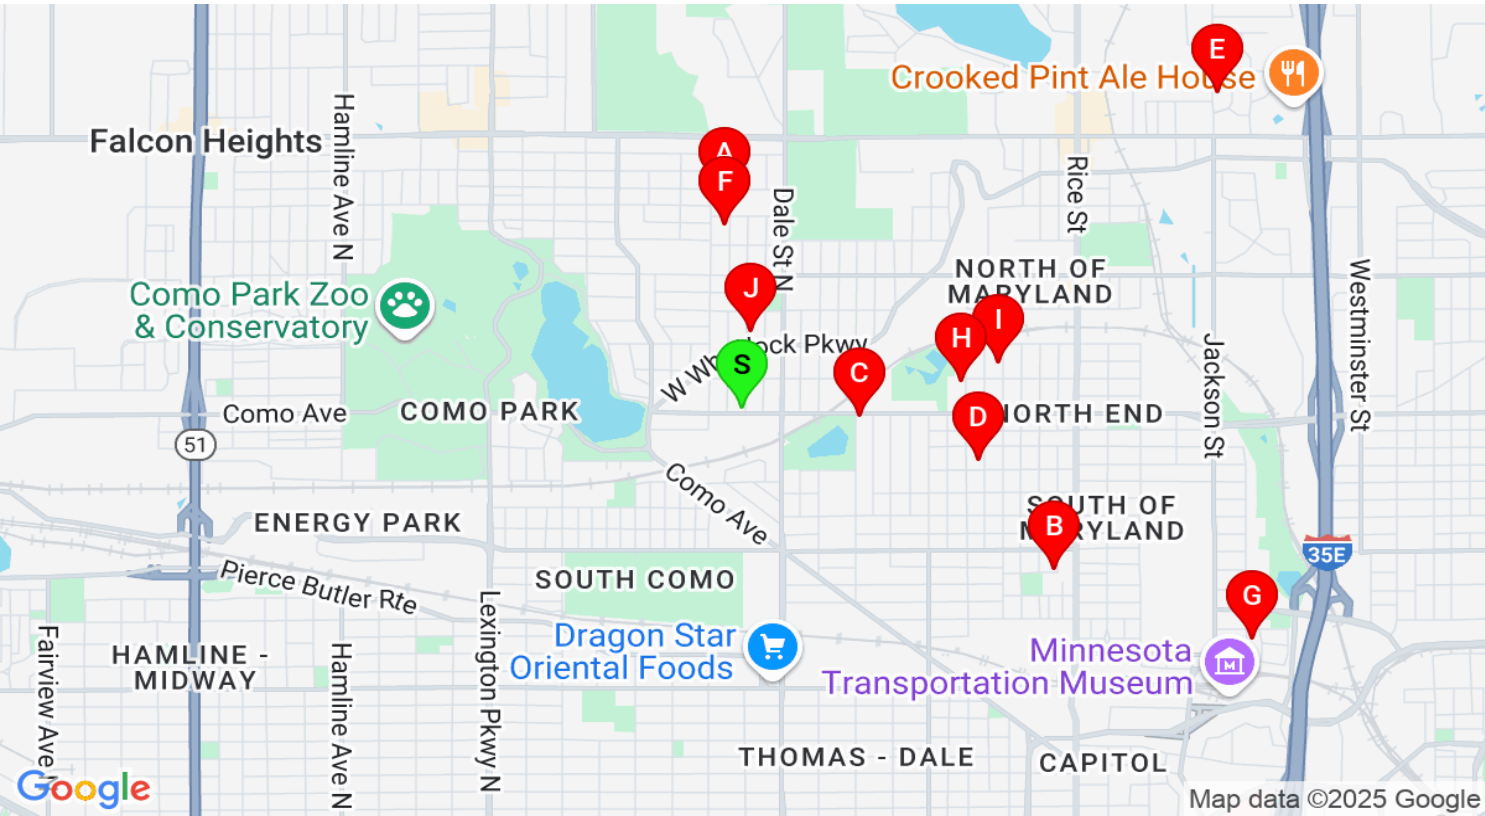 E
Crooked Pint Ale House
Falcon Heights
Hamline Ave N
A
F
Rice St
Dale St N
J
NORTH OF
MARYLAND
Westminster St
Como Park Zoo
& Conservatory
I
H
W Wh
ock Pkwy
S
C
Jackson St
Como Ave
COMO PARK
D
NORTH END
51
Como Ave
SOUTH OF
MARYLAND
B
ENERGY PARK
35E
Pierce Butler Rte
SOUTH COMO
G
Lexington Pkwy N
Fairview Ave N
Hamline Ave N
HAMLINE -
MIDWAY
Dragon Star
Oriental Foods
Minnesota
Transportation Museum
THOMAS - DALE
CAPITOL
Google
Map data ©2025 Google